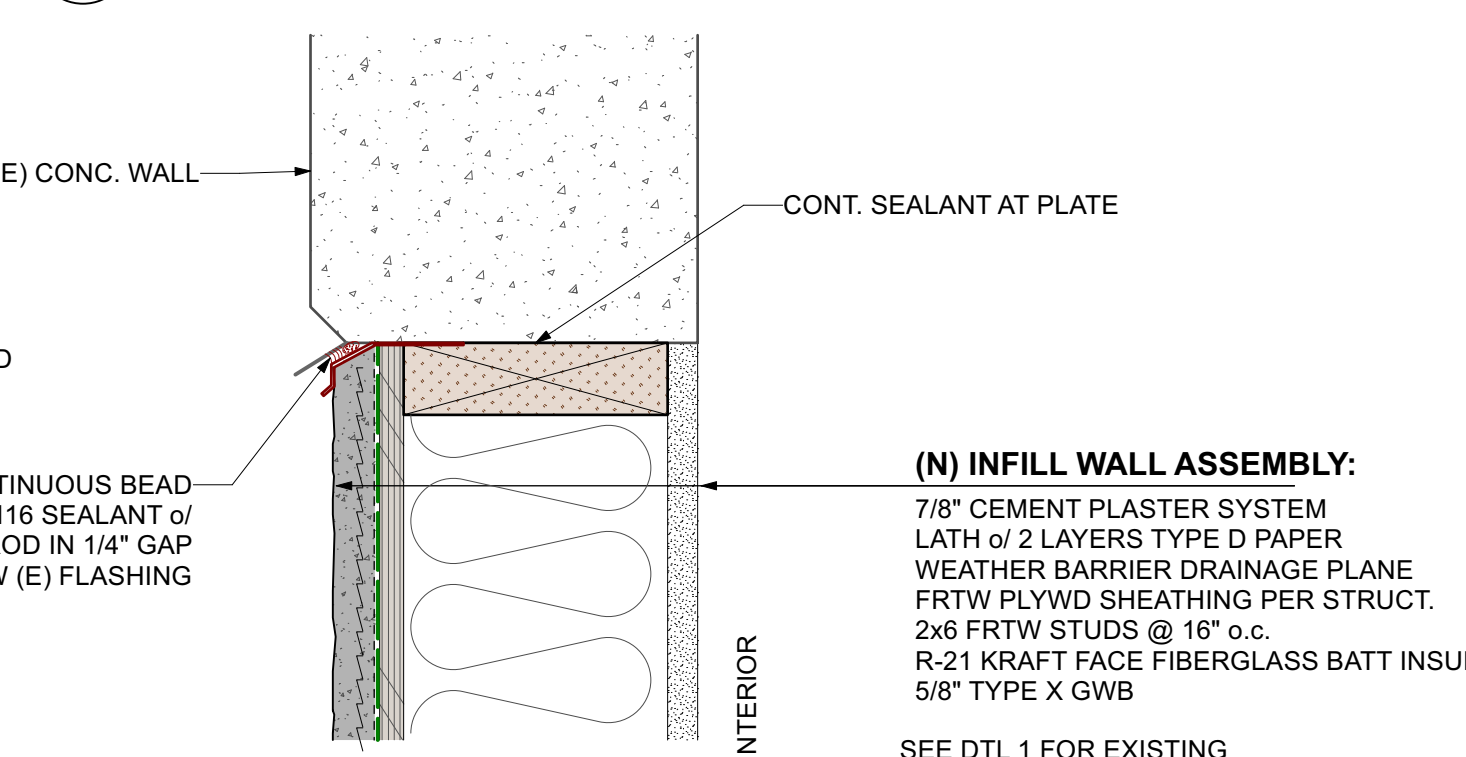 E) CONC. WALL
CONT. SEALANT AT PLATE
D
TINUOUS BEAD
116 SEALANT o/
OD IN 1/4" GAP
(E) FLASHING
(N) INFILL WALL ASSEMBLY:
7/8" CEMENT PLASTER SYSTEM
LATH o/ 2 LAYERS TYPE D PAPER
WEATHER BARRIER DRAINAGE PLANE
FRTW PLYWD SHEATHING PER STRUCT.
2x6 FRTW STUDS @ 16" o.c.
R-21 KRAFT FACE FIBERGLASS BATT INSU
5/8" TYPE X GWB
NTERIOR
SEE DTL 1 FOR EXISTING